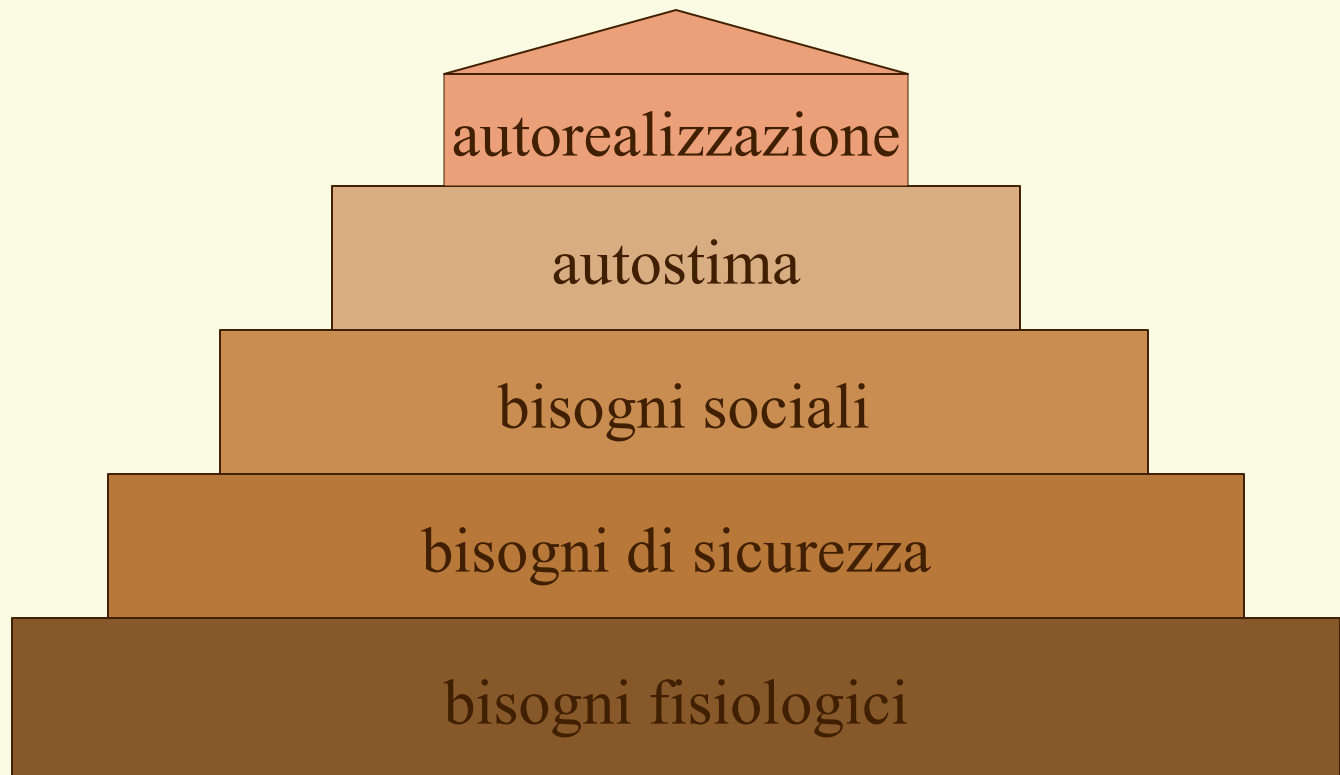 autorealizzazione
autostima
bisogni sociali
bisogni di sicurezza
bisogni fisiologici